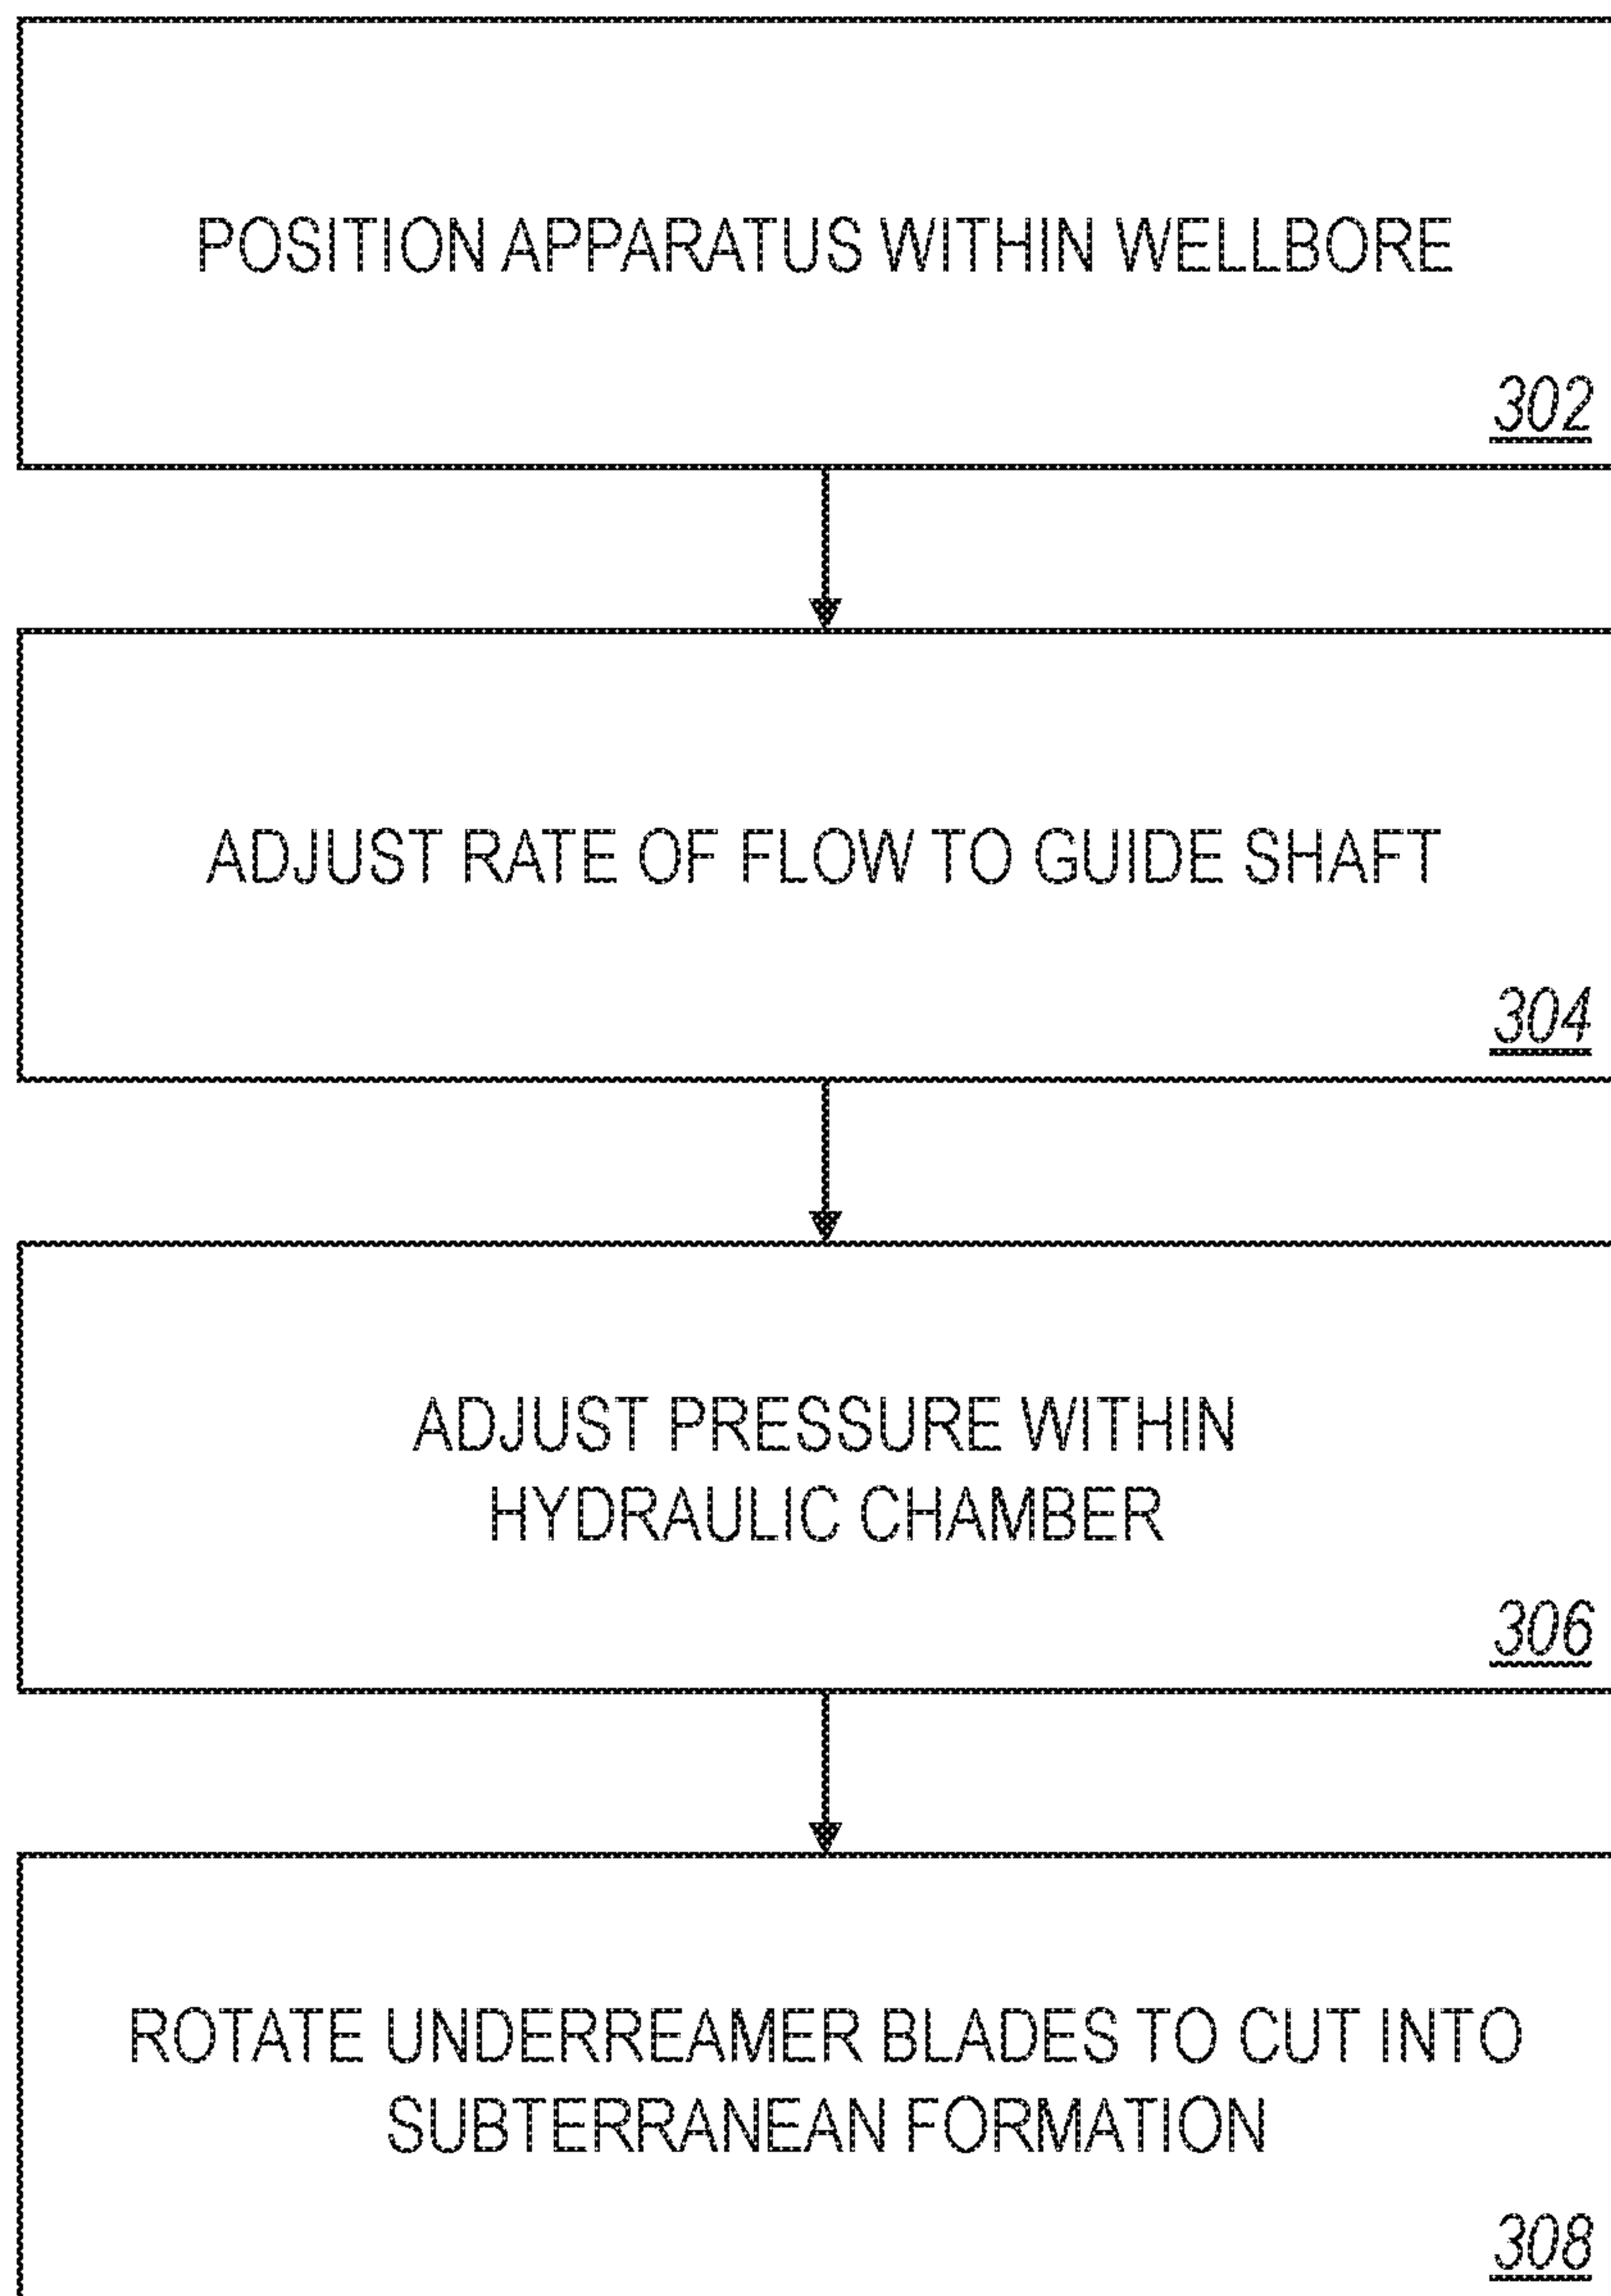 POSITION APPARATUS WITHIN WELLBORE
302
ADJUST RATE OF FLOW TO GUIDE SHAFT
304
ADJUST PRESSURE WITHIN
HYDRAULIC CHAMBER
306
ROTATE UNDERREAMER BLADES TO CUT INTO
SUBTERRANEAN FORMATION
308